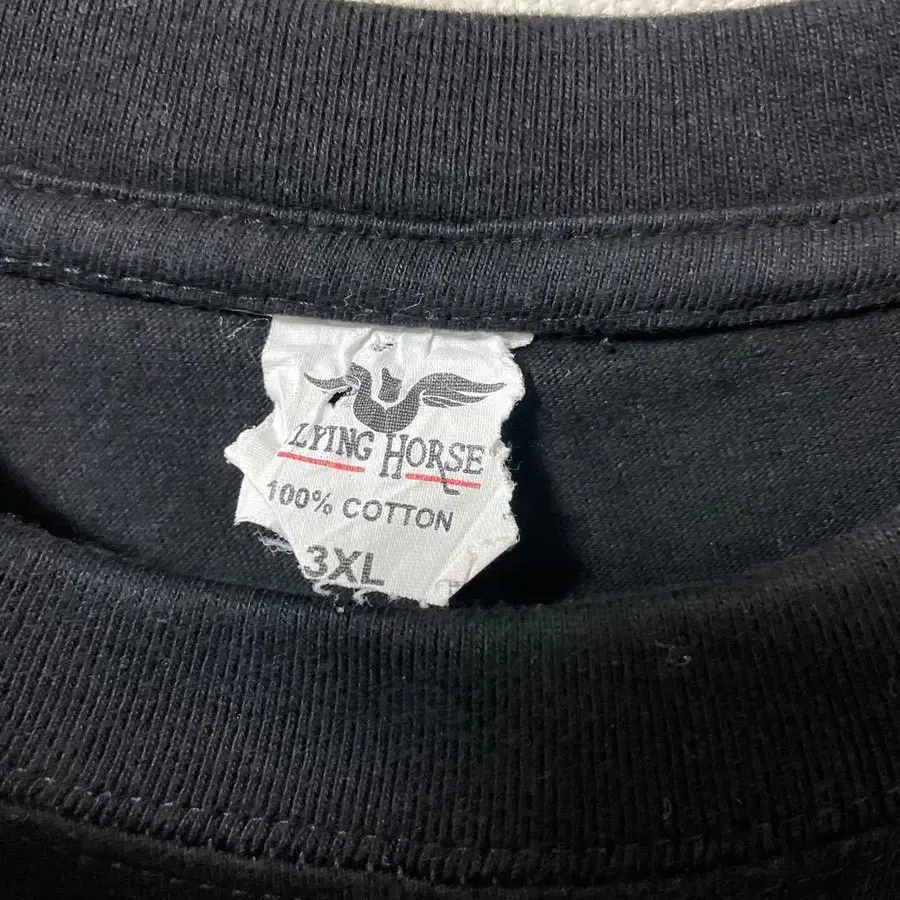 LYING HORSE
100% COTTON
3XL